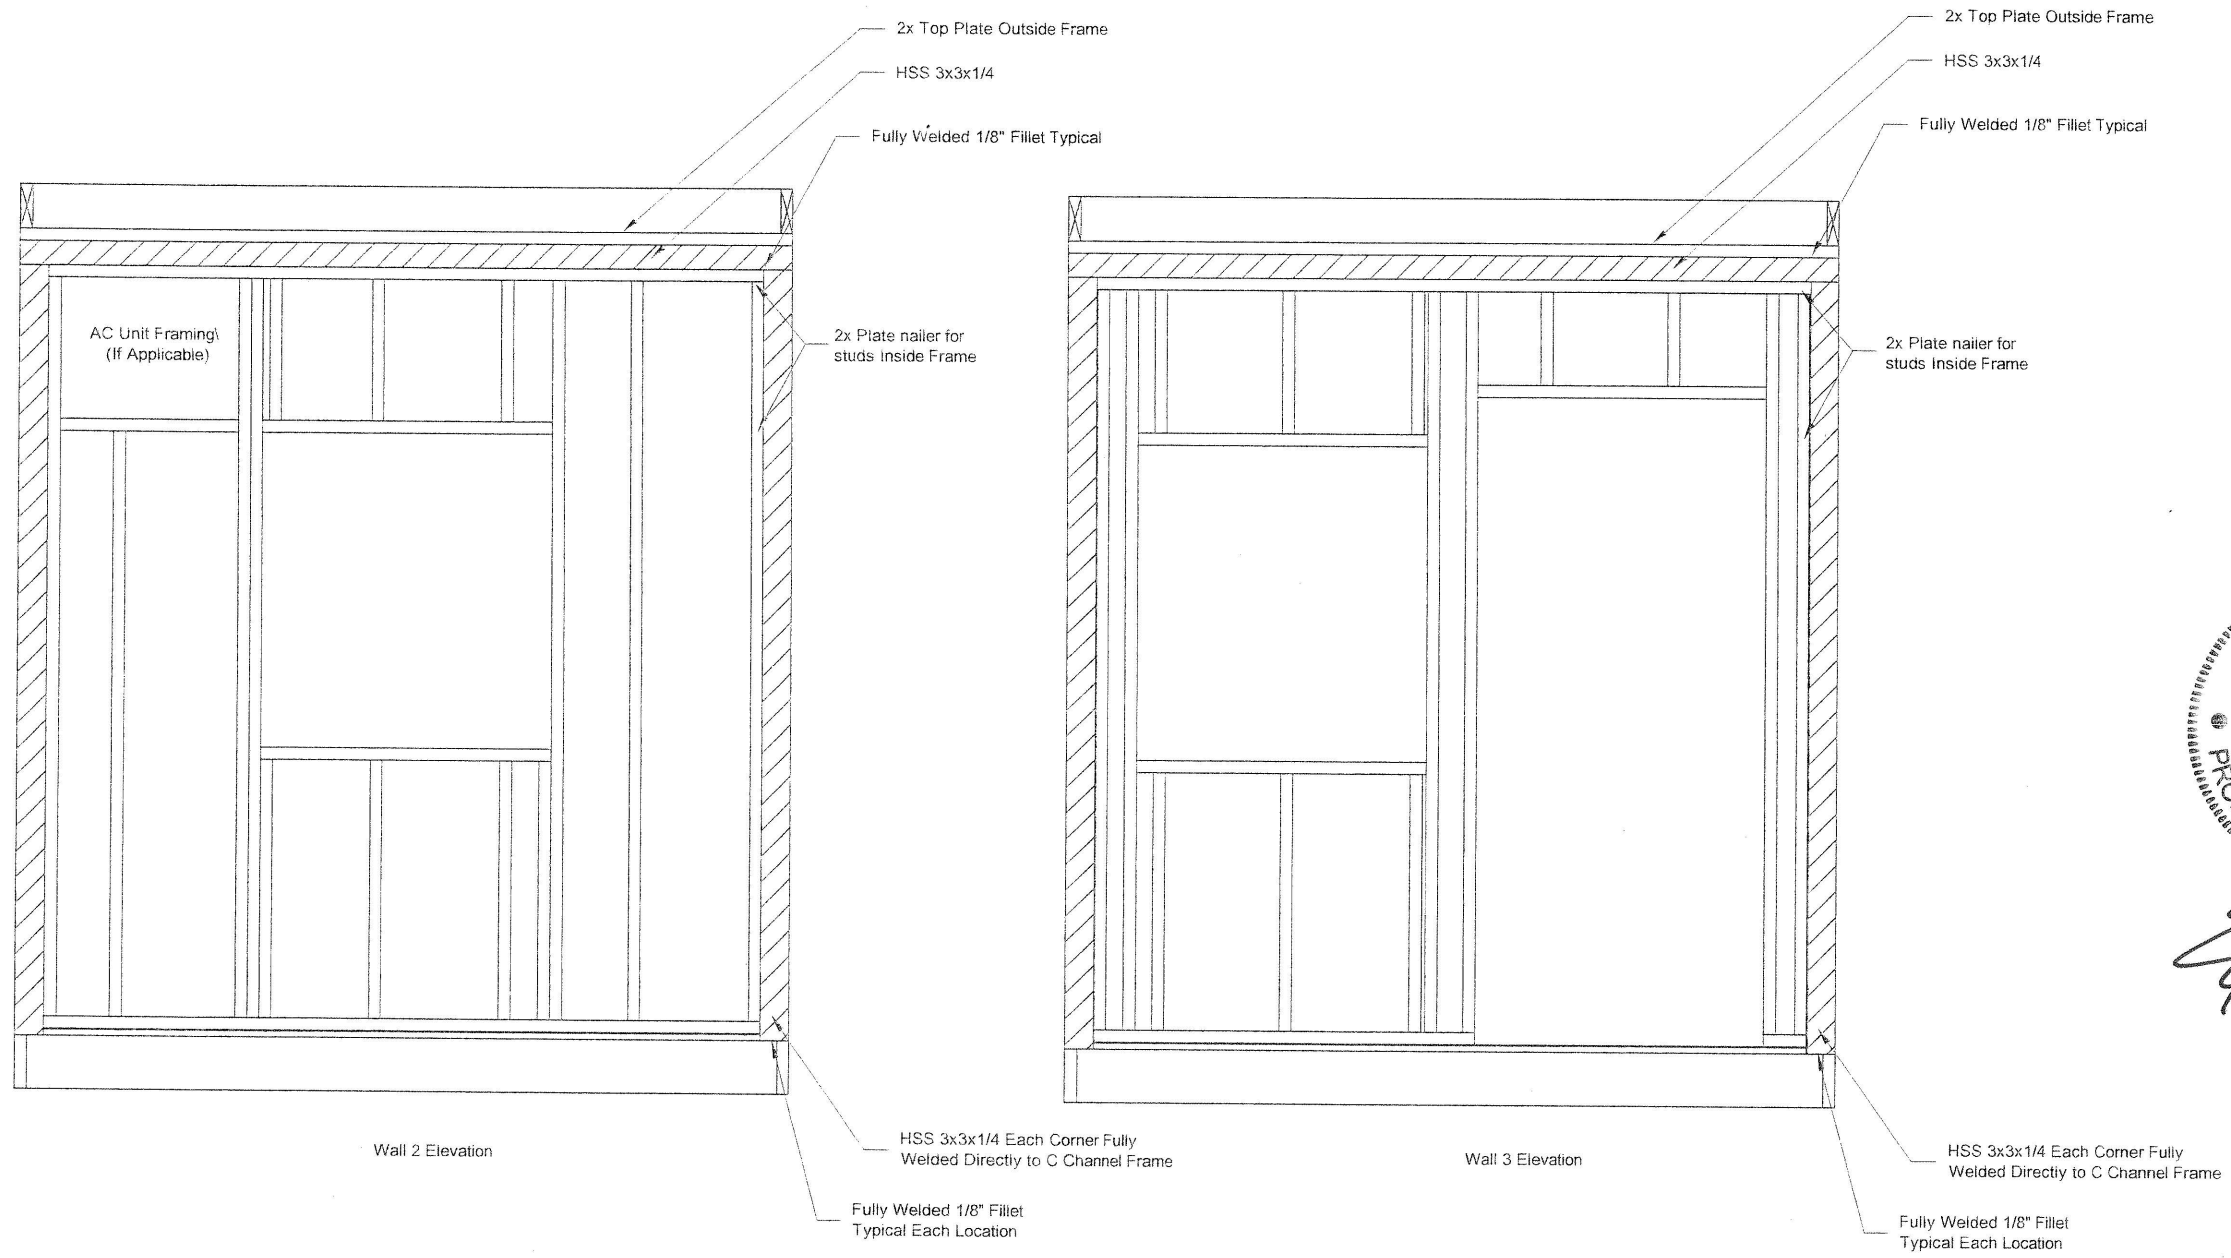 2x Top Plate Outside Frame
HSS 3x3x1/4
Fully Welded 1/8" Fillet Typical
AC Unit Framing\
(If Applicable)
2x Plate nailer for
studs Inside Frame
Wall 2 Elevation
HSS 3x3x1/4 Each Corner Fully
Welded Directly to C Channel Frame
Fully Welded 1/8" Fillet
Typical Each Location
2x Top Plate Outside Frame
HSS 3x3x1/4
Fully Welded 1/8" Fillet Typical
2x Plate nailer for
studs Inside Frame
Wall 3 Elevation
HSS 3x3x1/4 Each Corner Fully
Welded Directly to C Channel Frame
Fully Welded 1/8" Fillet
Typical Each Location